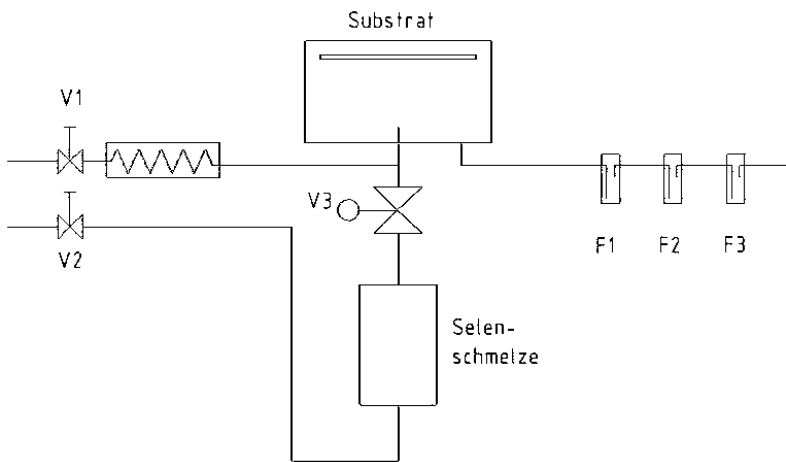 Substrat
V1
V3
V2
F1
F2
F3
Selen-
schmelze